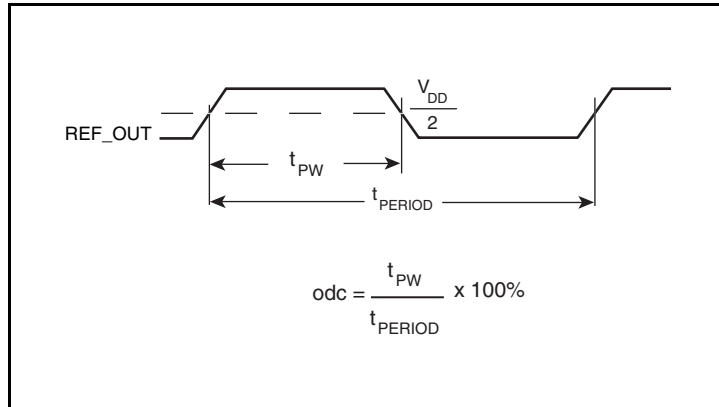 V_DD
2
REF_OUT
t_PW
t_PERIOD
odc = t_PW / t_PERIOD x 100%